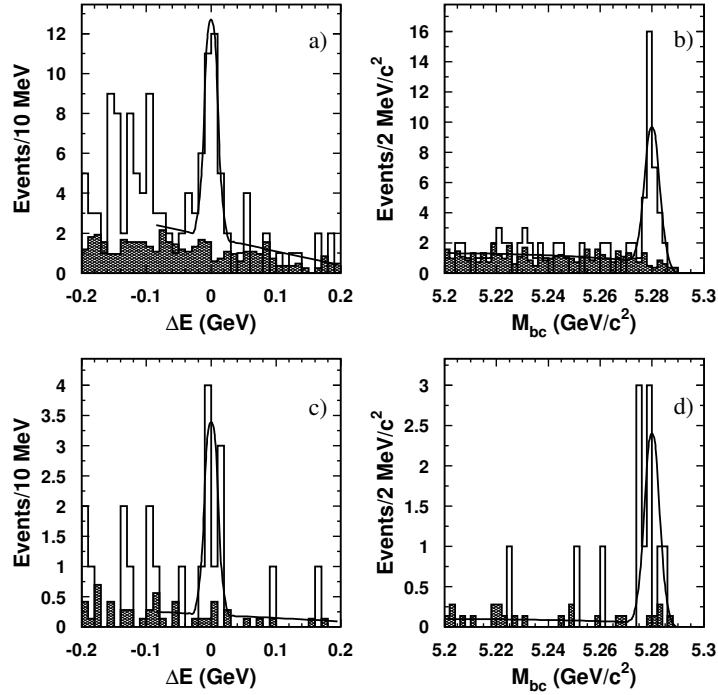 a)
Events/10 MeV
12
10
8
6
4
2
0
-0.2 -0.1 0 0.1 0.2
ΔE (GeV)
b)
Events/2 MeV/c²
16
14
12
10
8
6
4
2
0
5.2 5.22 5.24 5.26 5.28 5.3
M_bc (GeV/c²)
c)
Events/10 MeV
4
3.5
3
2.5
2
1.5
1
0.5
0
-0.2 -0.1 0 0.1 0.2
ΔE (GeV)
d)
Events/2 MeV/c²
3
2.5
2
1.5
1
0.5
0
5.2 5.22 5.24 5.26 5.28 5.3
M_bc (GeV/c²)